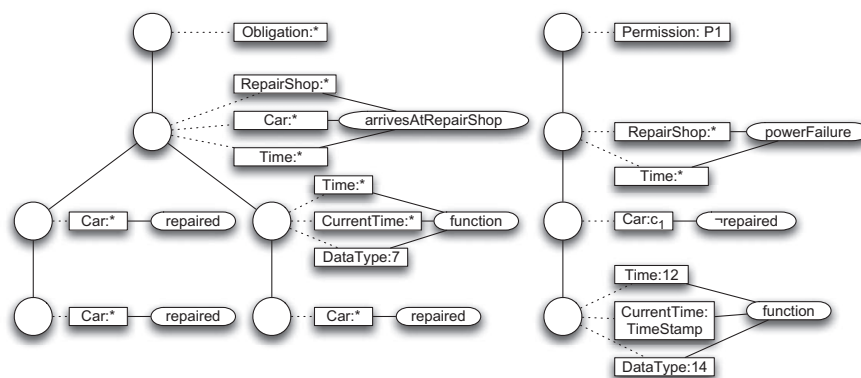 Obligation:*
RepairShop:*
Car:*
arrivesAtRepairShop
Time:*
Car:*
repaired
Time:*
CurrentTime:*
function
DataType:7
Car:*
repaired
Car:*
repaired
Permission: P1
RepairShop:*
powerFailure
Time:*
Car:c₁
¬repaired
Time:12
CurrentTime:
TimeStamp
function
DataType:14